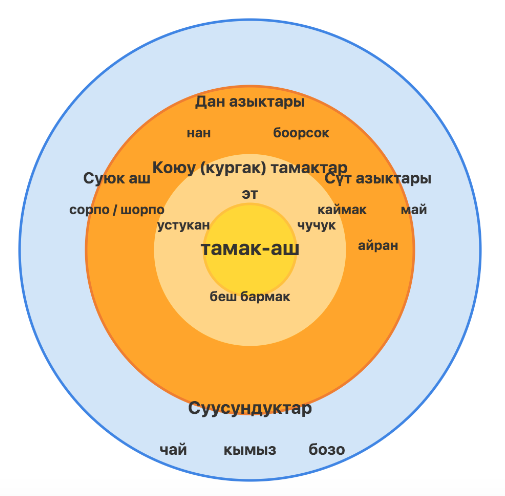 Дан азыктары
нан боорсок
Коюу (кургак) тамактар
Суюк аш Сүт азыктары
эт
сорпо / шорпо каймак май
устукан чучук
тамак-аш айран
беш бармак
Суусундуктар
чай кымыз бозо